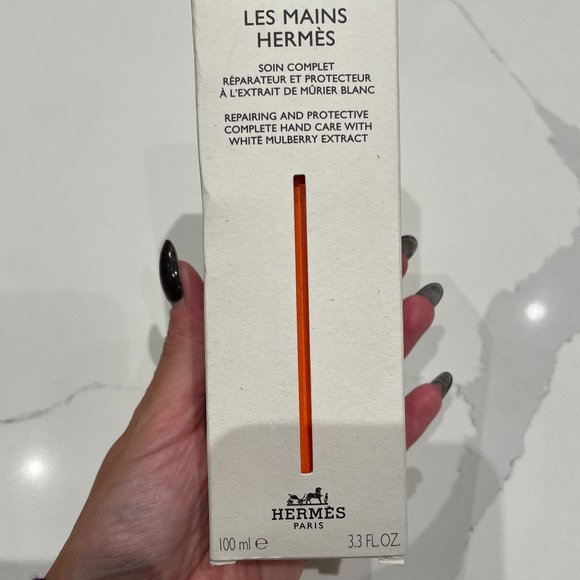 LES MAINS
HERMÈS
SOIN COMPLET
RÉPARATEUR ET PROTECTEUR
À L'EXTRAIT DE MÛRIER BLANC
REPAIRING AND PROTECTIVE
COMPLETE HAND CARE WITH
WHITE MULBERRY EXTRACT
HERMÈS
PARIS
100 ml ℮ 3.3 FL.OZ.